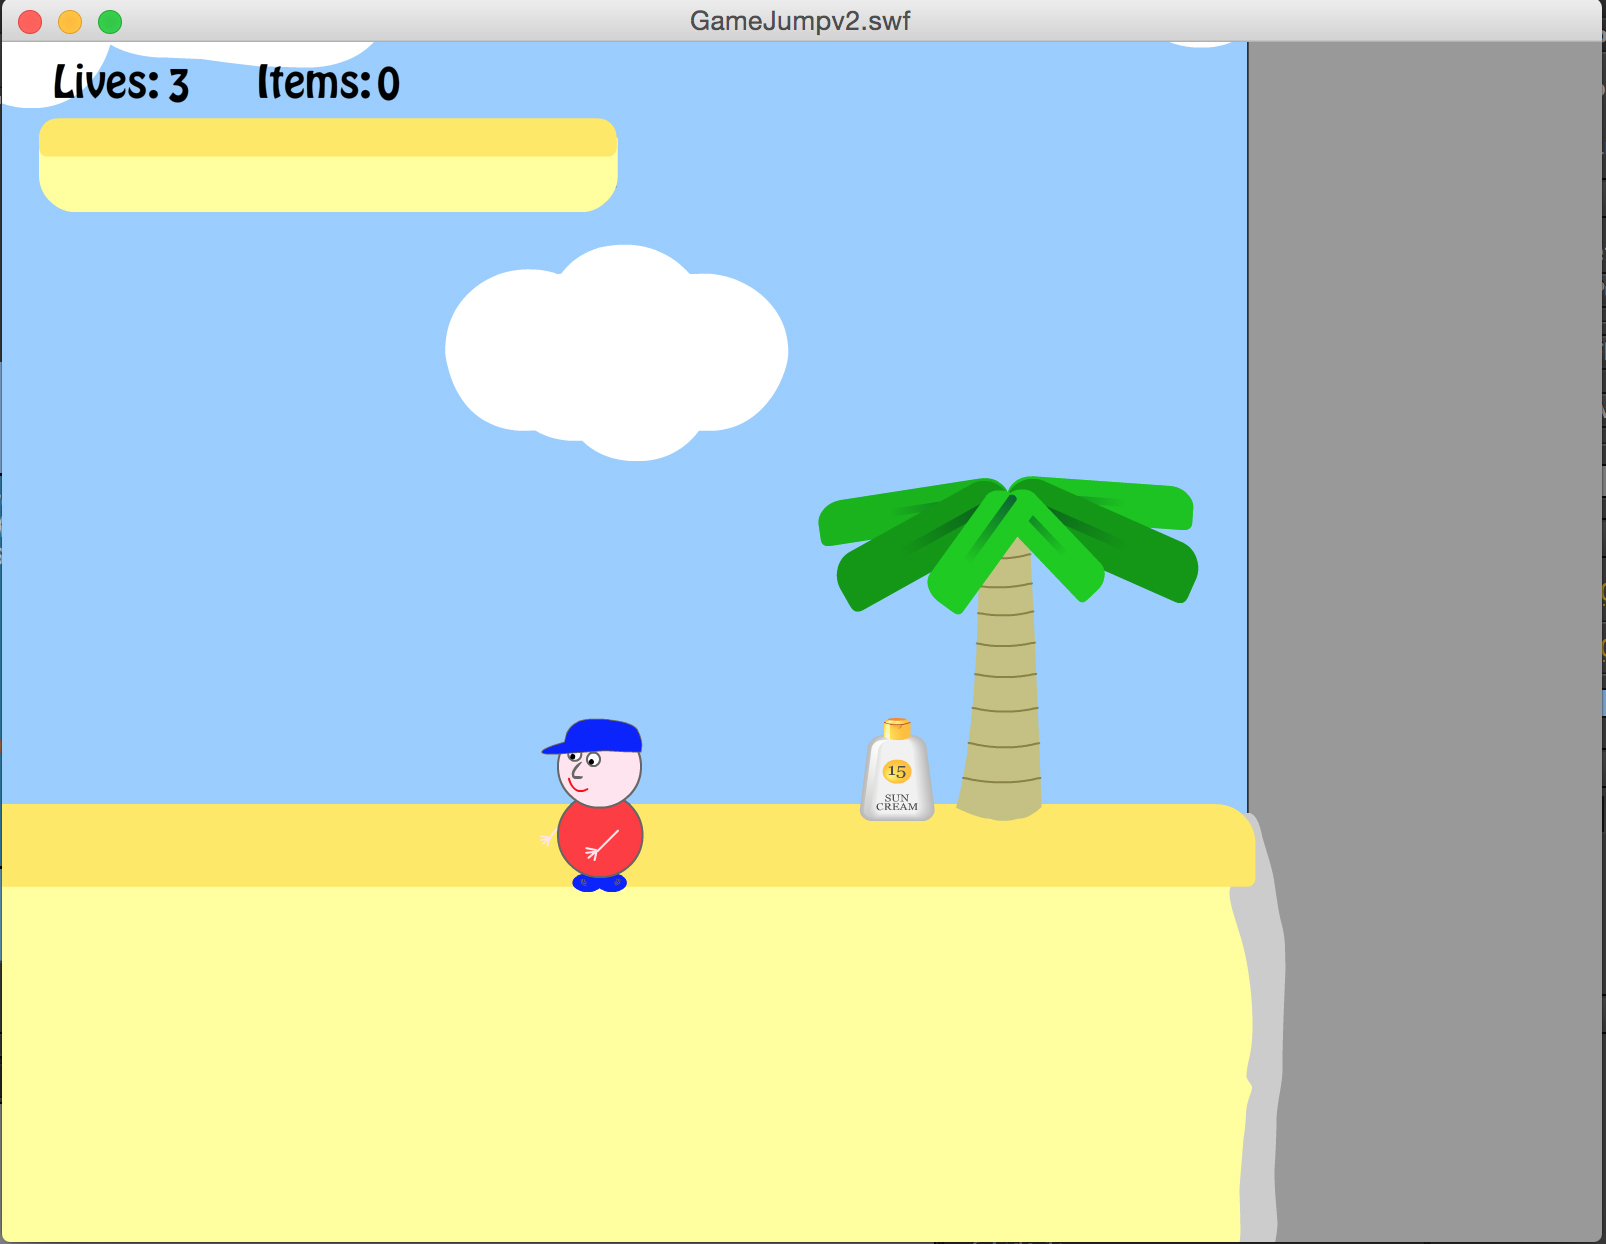 GameJumpv2.swf
Lives: 3 Items: 0
15
SUN
CREAM